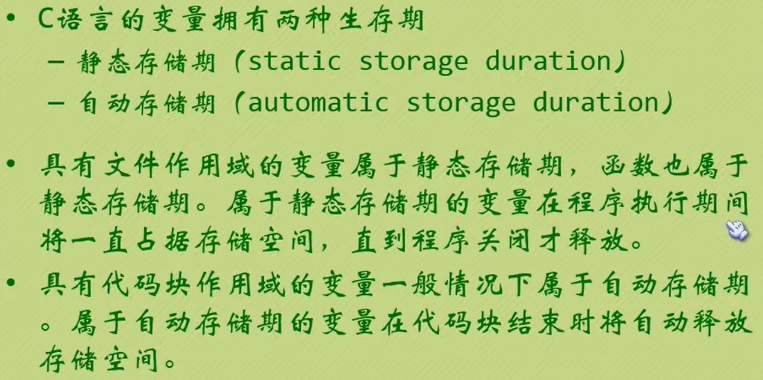 • C语言的变量拥有两种生存期
– 静态存储期（static storage duration）
– 自动存储期（automatic storage duration）
• 具有文件作用域的变量属于静态存储期，函数也属于
静态存储期。属于静态存储期的变量在程序执行期间
将一直占据存储空间，直到程序关闭才释放。
• 具有代码块作用域的变量一般情况下属于自动存储期
。属于自动存储期的变量在代码块结束时将自动释放
存储空间。